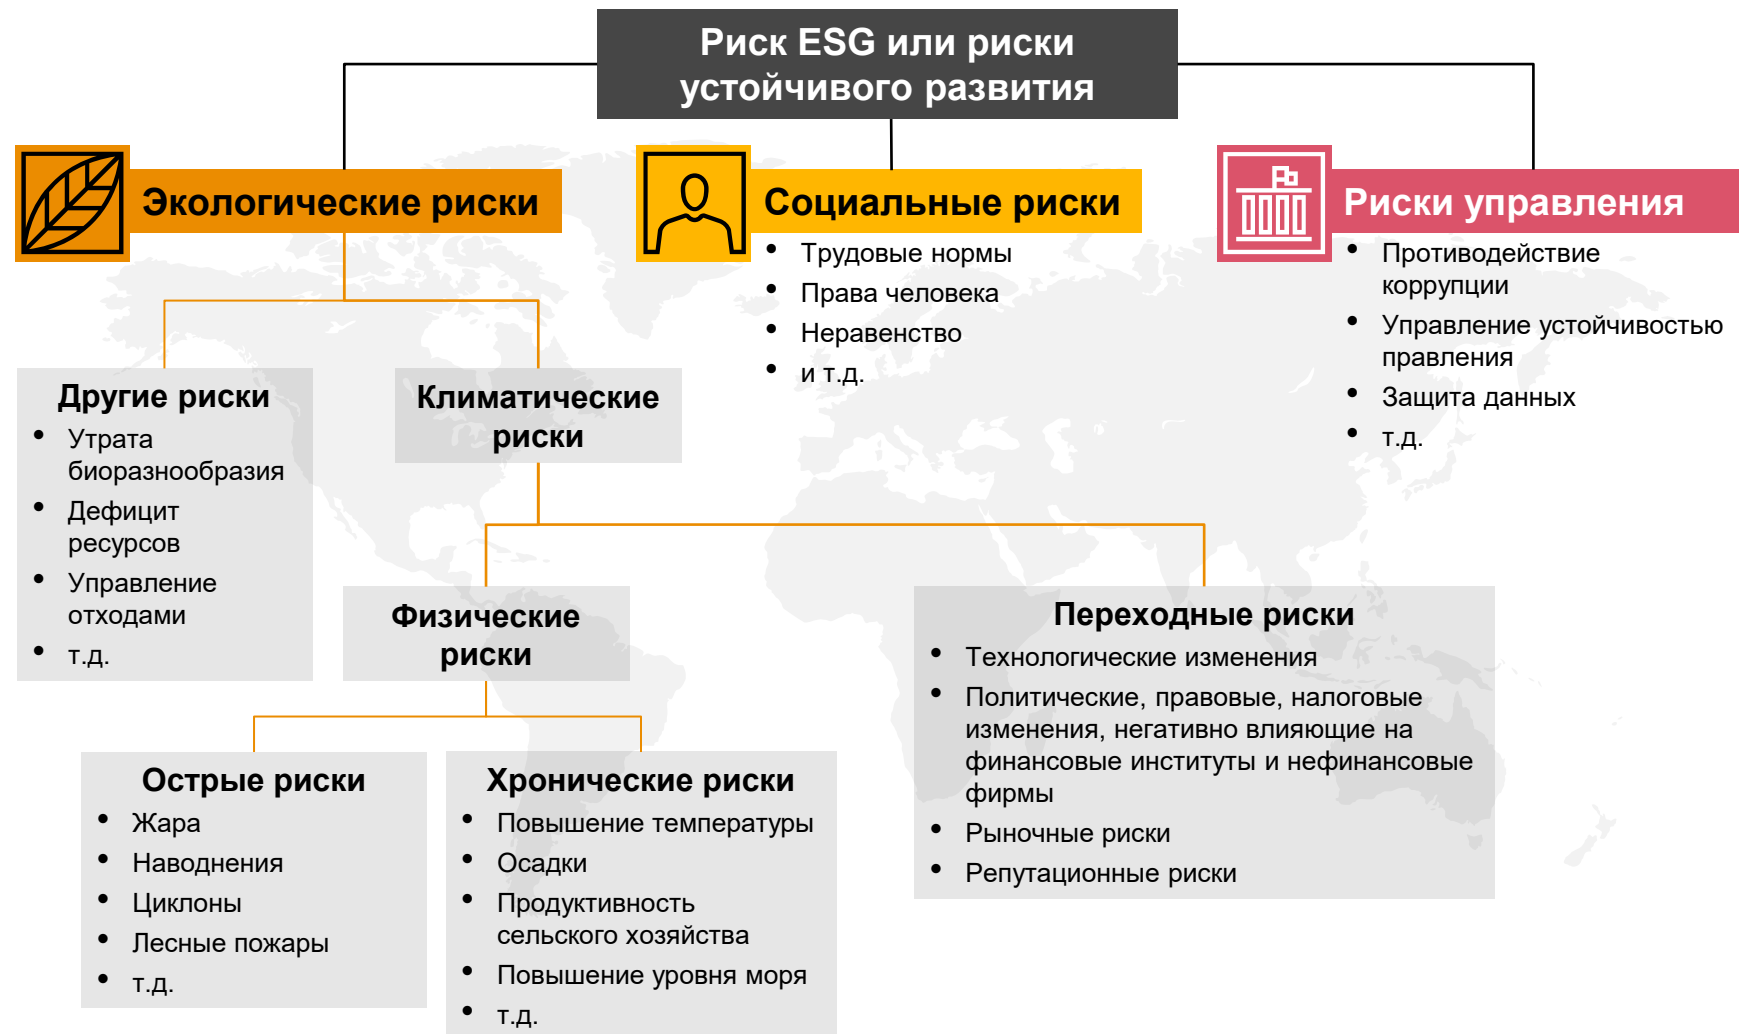 Риск ESG или риски
устойчивого развития
Экологические риски
Социальные риски
• Трудовые нормы
• Права человека
• Неравенство
• и т.д.
Риски управления
• Противодействие
коррупции
• Управление устойчивостью
правления
• Защита данных
• т.д.
Другие риски
• Утрата
биоразнообразия
• Дефицит
ресурсов
• Управление
отходами
• т.д.
Климатические
риски
Физические
риски
Переходные риски
• Технологические изменения
• Политические, правовые, налоговые
изменения, негативно влияющие на
финансовые институты и нефинансовые
фирмы
• Рыночные риски
• Репутационные риски
Острые риски
• Жара
• Наводнения
• Циклоны
• Лесные пожары
• т.д.
Хронические риски
• Повышение температуры
• Осадки
• Продуктивность
сельского хозяйства
• Повышение уровня моря
• т.д.